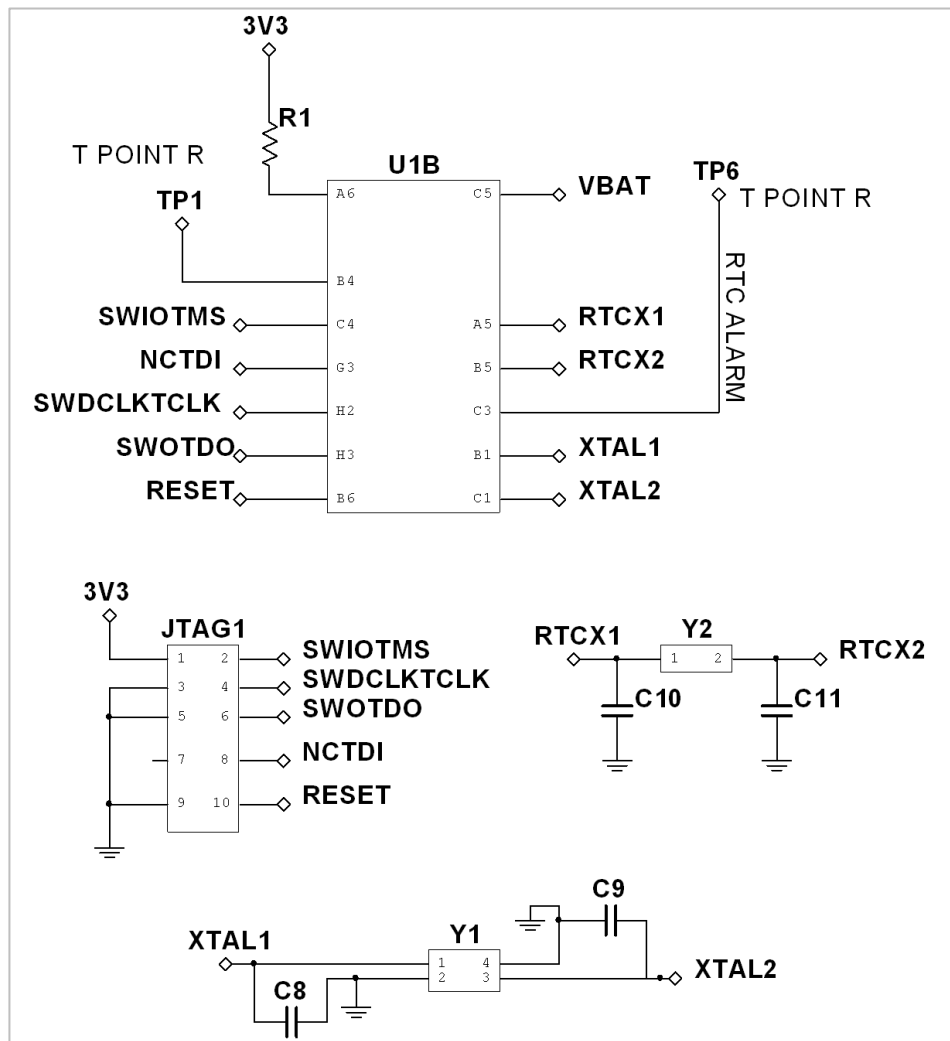 3V3
R1
T POINT R
U1B
TP1
TP6
A6 C5 VBAT
T POINT R
B4
RTC ALARM
SWIOTMS C4 A5 RTCX1
NCTDI G3 B5 RTCX2
SWDCLKTCLK H2 C3
SWOTDO H3 B1 XTAL1
RESET B6 C1 XTAL2
3V3
JTAG1
1 2 SWIOTMS
3 4 SWDCLKTCLK
5 6 SWOTDO
7 8 NCTDI
9 10 RESET
Y2
RTCX1 1 2 RTCX2
C10 C11
C9
Y1
XTAL1 1 4
2 3 XTAL2
C8